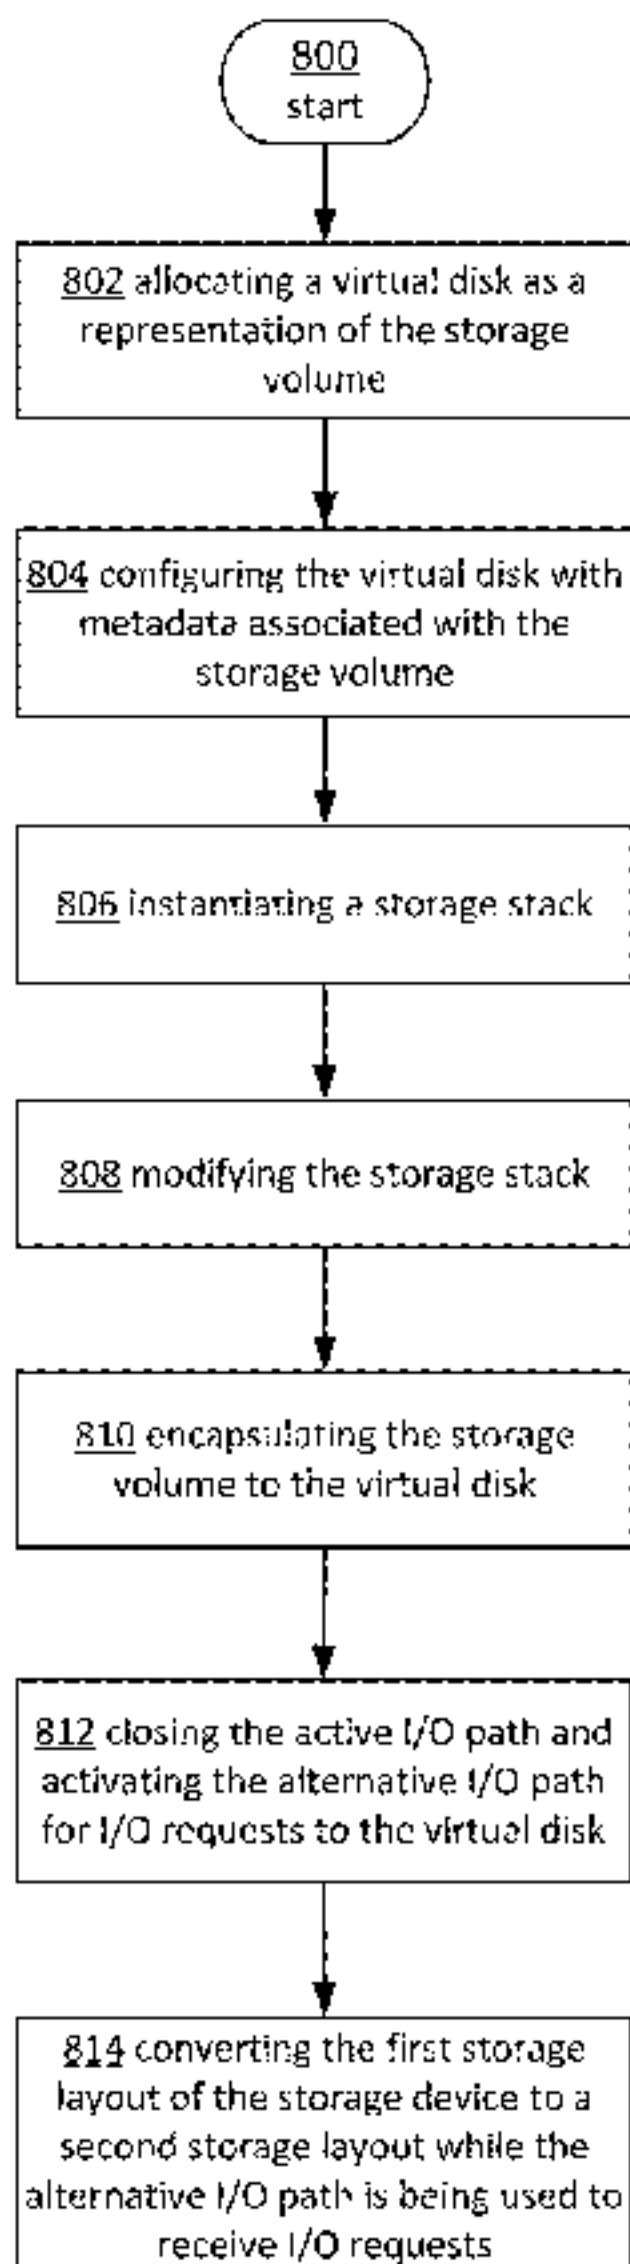 800
start
802 allocating a virtual disk as a
representation of the storage
volume
804 configuring the virtual disk with
metadata associated with the
storage volume
806 instantiating a storage stack
808 modifying the storage stack
810 encapsulating the storage
volume to the virtual disk
812 closing the active I/O path and
activating the alternative I/O path
for I/O requests to the virtual disk
814 converting the first storage
layout of the storage device to a
second storage layout while the
alternative I/O path is being used to
receive I/O requests